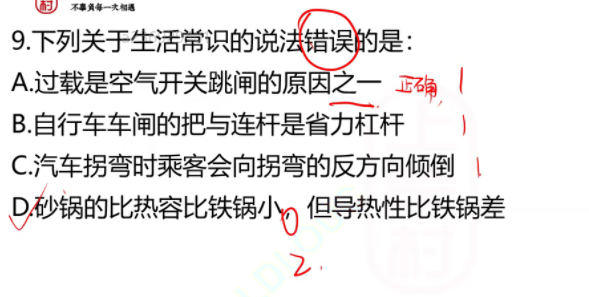 村
不辜负每一次相遇
9.下列关于生活常识的说法错误的是：
A.过载是空气开关跳闸的原因之一 正确, 1
B.自行车车闸的把与连杆是省力杠杆 1
C.汽车拐弯时乘客会向拐弯的反方向倾倒 1
D.砂锅的比热容比铁锅小，但导热性比铁锅差
0
2.